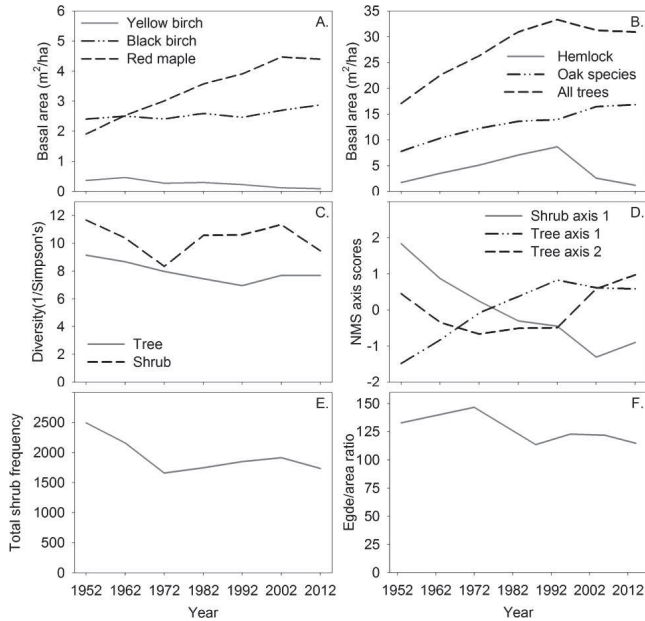 A.
Yellow birch
Black birch
Red maple
Basal area (m²/ha)
6
5
4
3
2
1
0
B.
Hemlock
Oak species
All trees
Basal area (m²/ha)
35
30
25
20
15
10
5
0
C.
Tree
Shrub
Diversity(1/Simpson's)
12
10
8
6
4
2
0
D.
Shrub axis 1
Tree axis 1
Tree axis 2
NMS axis scores
2
1
0
-1
-2
E.
Total shrub frequency
2500
2000
1500
1000
500
0
1952 1962 1972 1982 1992 2002 2012
Year
F.
Egde/area ratio
150
125
100
75
50
25
0
1952 1962 1972 1982 1992 2002 2012
Year